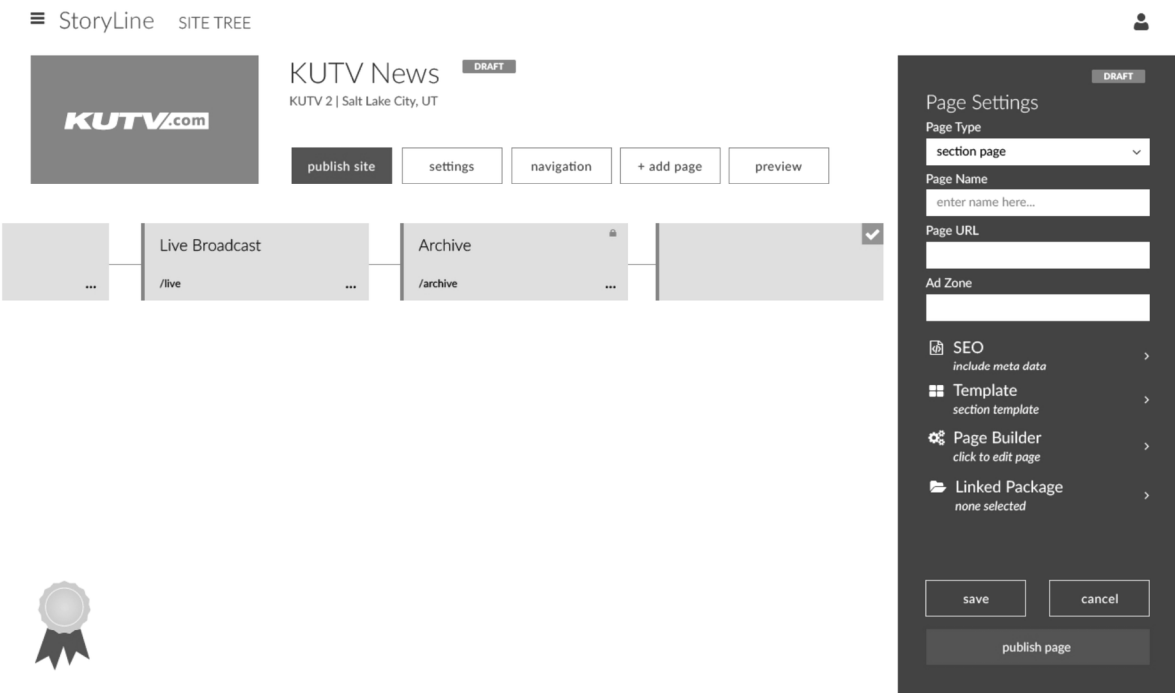 StoryLine SITE TREE
KUTV.com
KUTV News DRAFT
KUTV 2 | Salt Lake City, UT
publish site settings navigation + add page preview
...
Live Broadcast
/live ...
Archive
/archive ...
DRAFT
Page Settings
Page Type
section page
Page Name
enter name here...
Page URL
Ad Zone
SEO
include meta data
Template
section template
Page Builder
click to edit page
Linked Package
none selected
save cancel
publish page